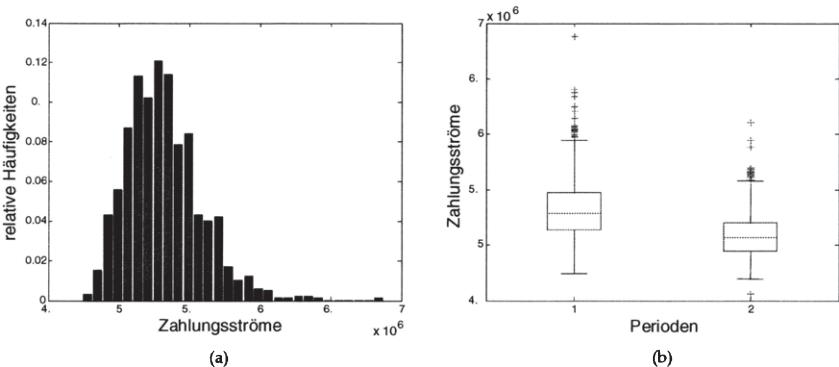 0.14
0.12
0.
0.08
0.06
0.04
0.02
0
relative Häufigkeiten
4. 5 5. 6 6. 7
Zahlungsströme
x 10^6
(a)
7 x 10^6
6.
6
5.
5
4.
Zahlungsströme
1 2
Perioden
(b)